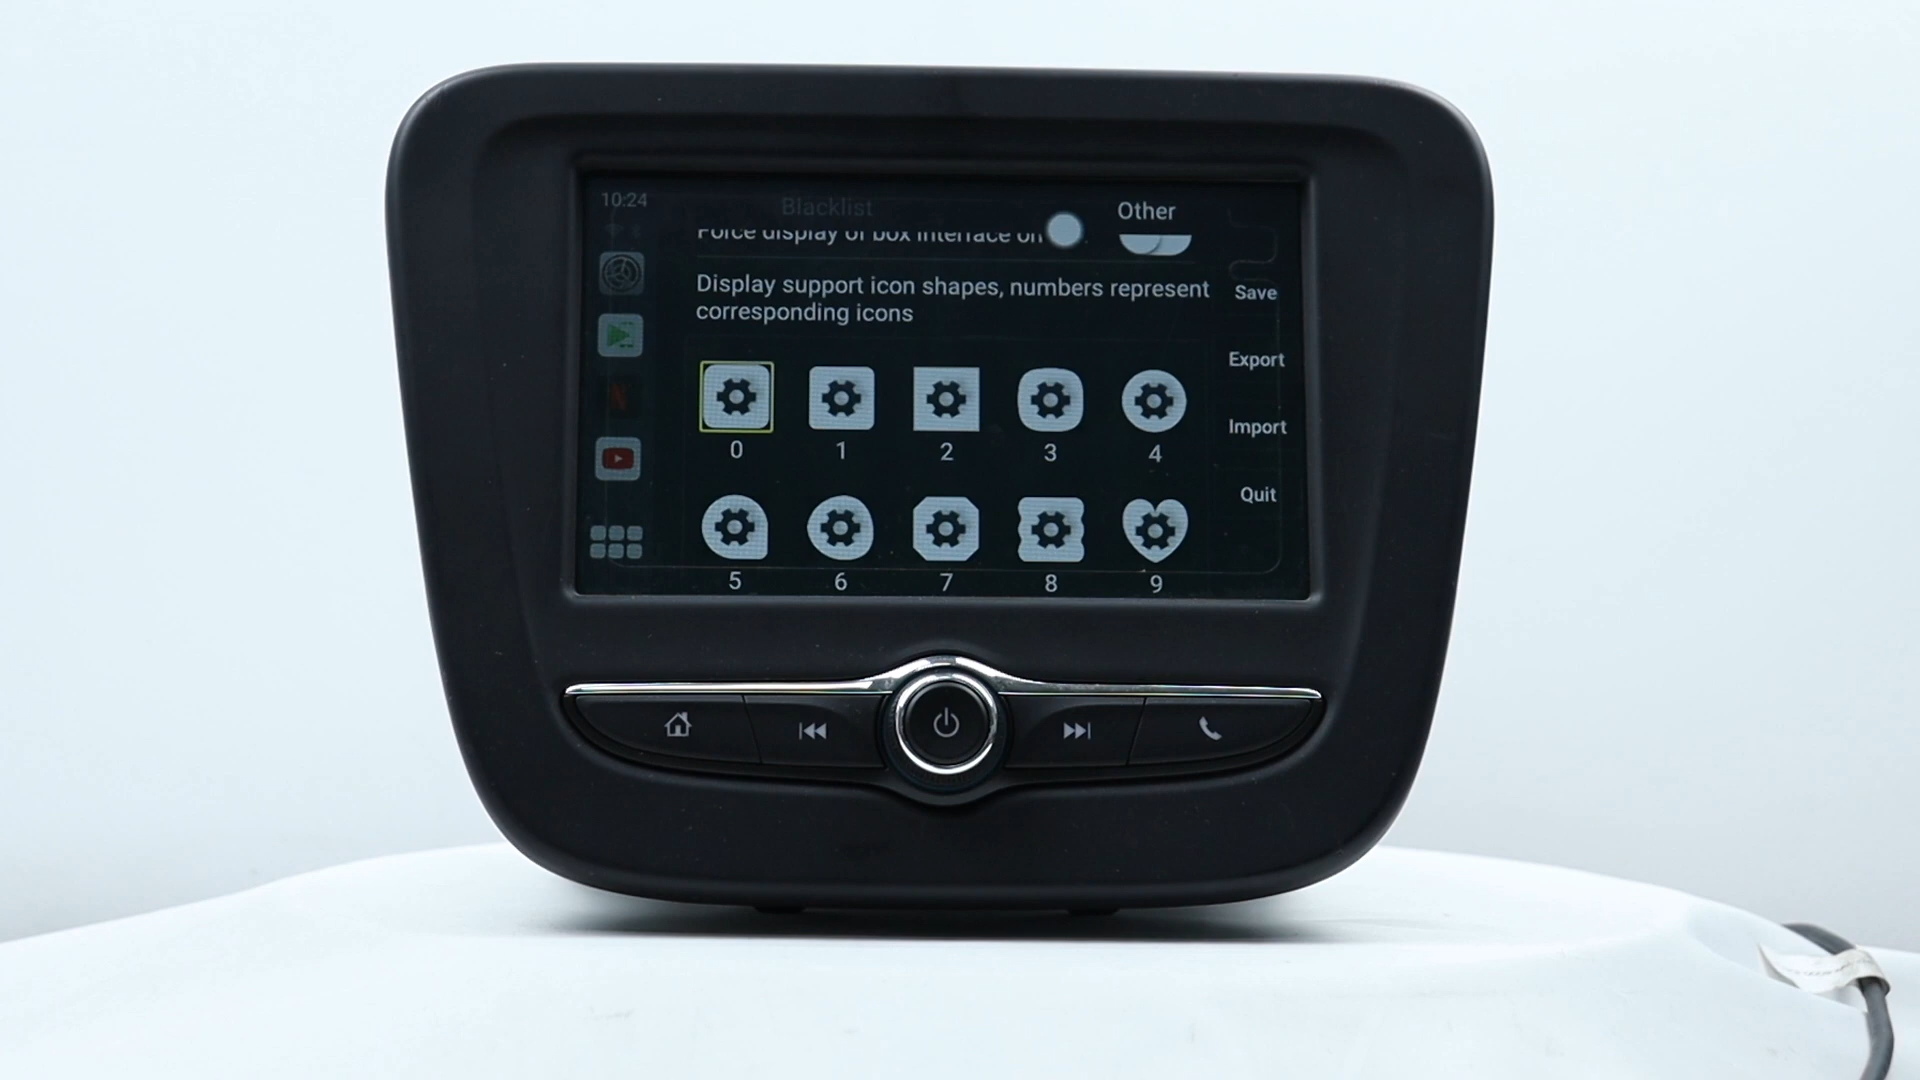 10:24
Blacklist
Other
Force display of box interface on
Display support icon shapes, numbers represent
corresponding icons
Save
Export
Import
Quit
0 1 2 3 4
5 6 7 8 9